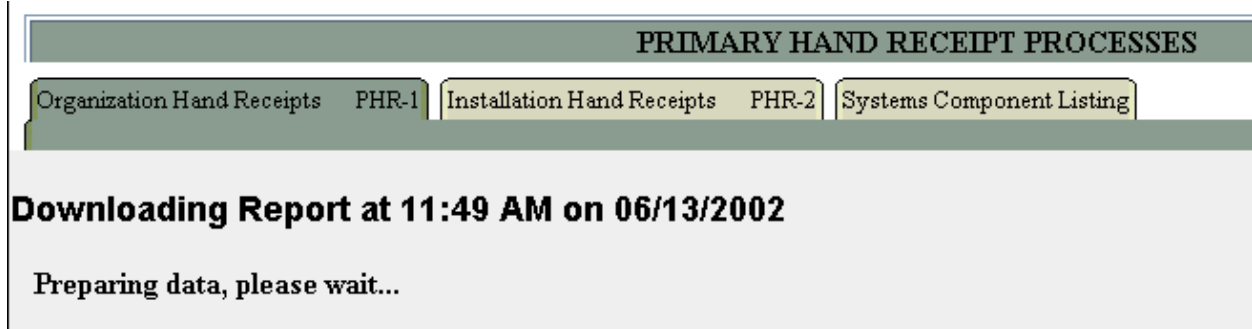 PRIMARY HAND RECEIPT PROCESSES
Organization Hand Receipts PHR-1 Installation Hand Receipts PHR-2 Systems Component Listing
Downloading Report at 11:49 AM on 06/13/2002
Preparing data, please wait...